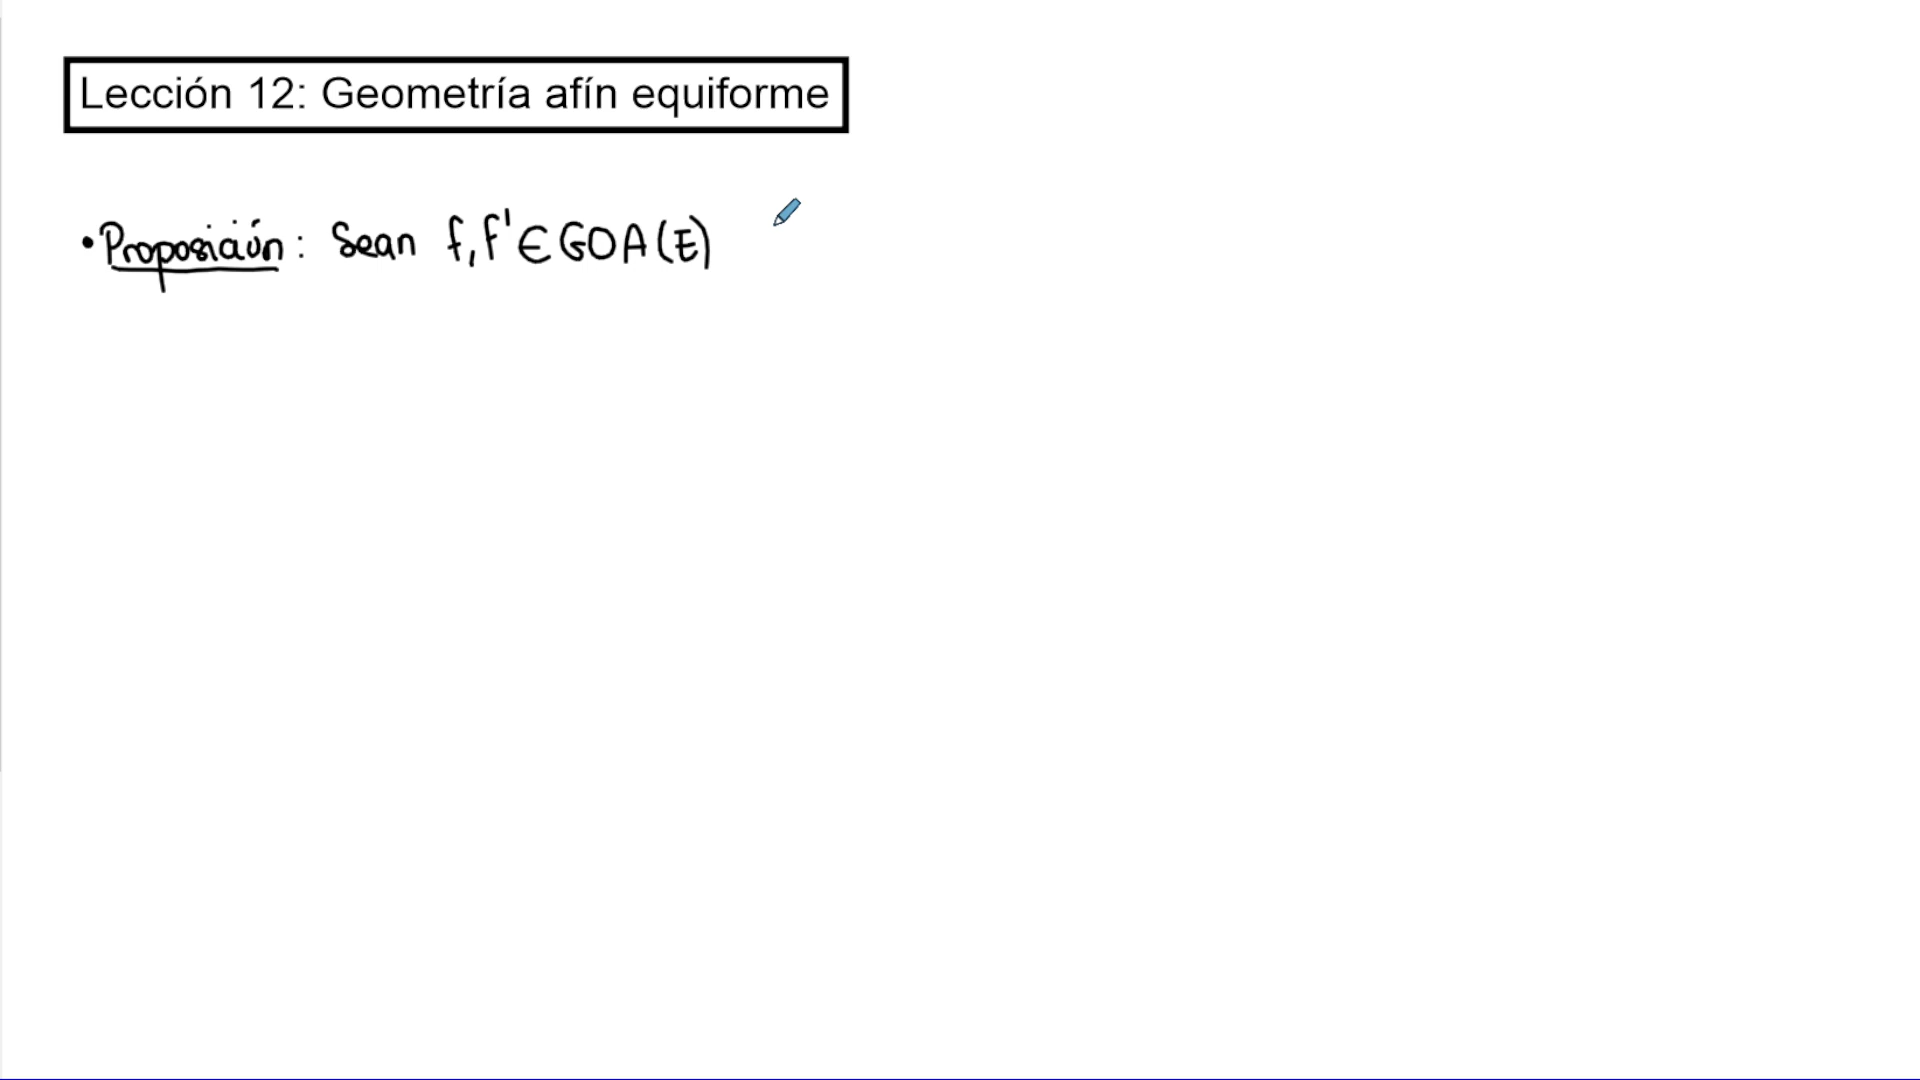 Lección 12: Geometría afín equiforme
• Proposición: Sean f, f' ∈ GOA(E)